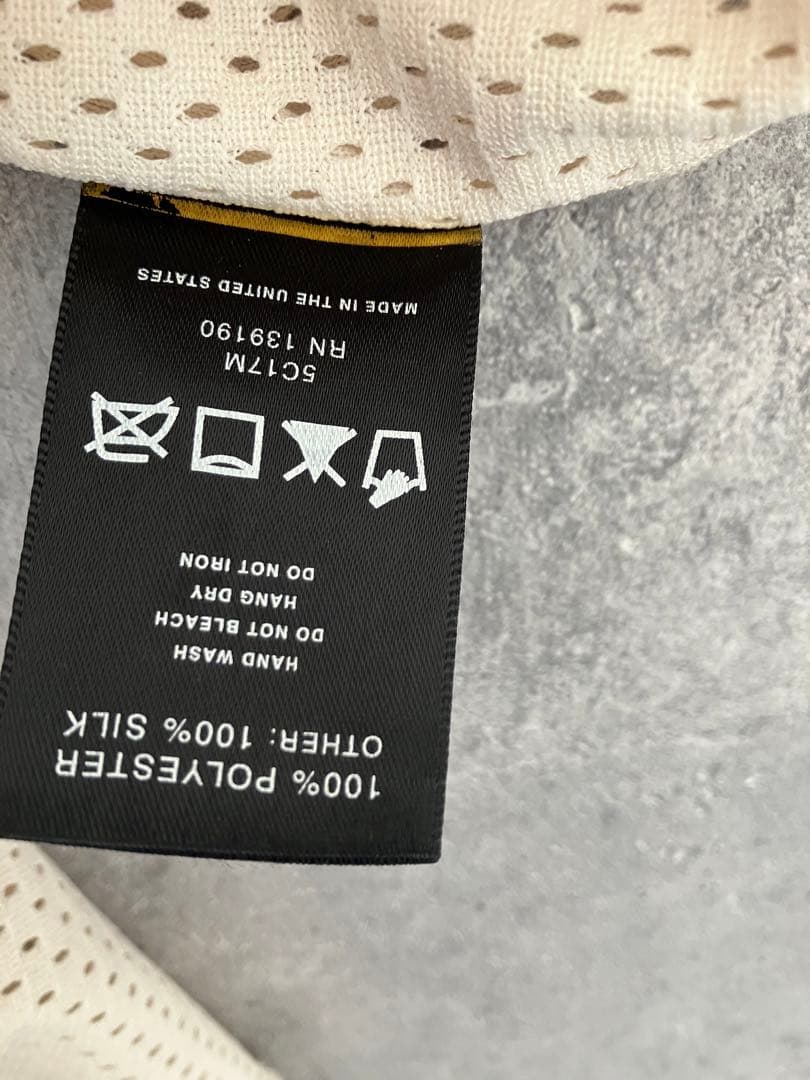 100% POLYESTER
OTHER: 100% SILK
HAND WASH
DO NOT BLEACH
HANG DRY
DO NOT IRON
5C17M
RN 139190
MADE IN THE UNITED STATES